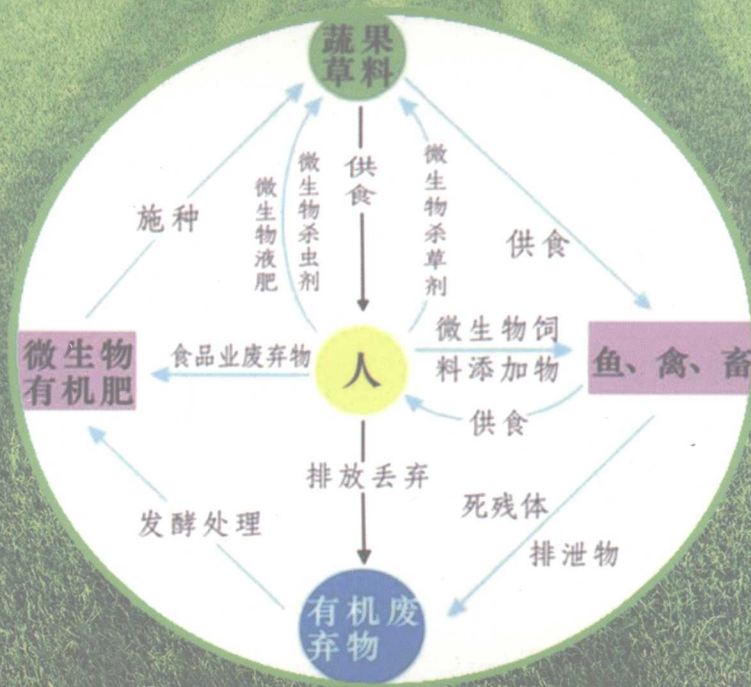 蔬果
草料
供食
微生物杀虫剂
微生物液肥
微生物杀草剂
施种
供食
微生物
有机肥
食品业废弃物
人
微生物饲
料添加物
鱼、禽、畜
供食
排放丢弃
发酵处理
死残体
排泄物
有机废
弃物